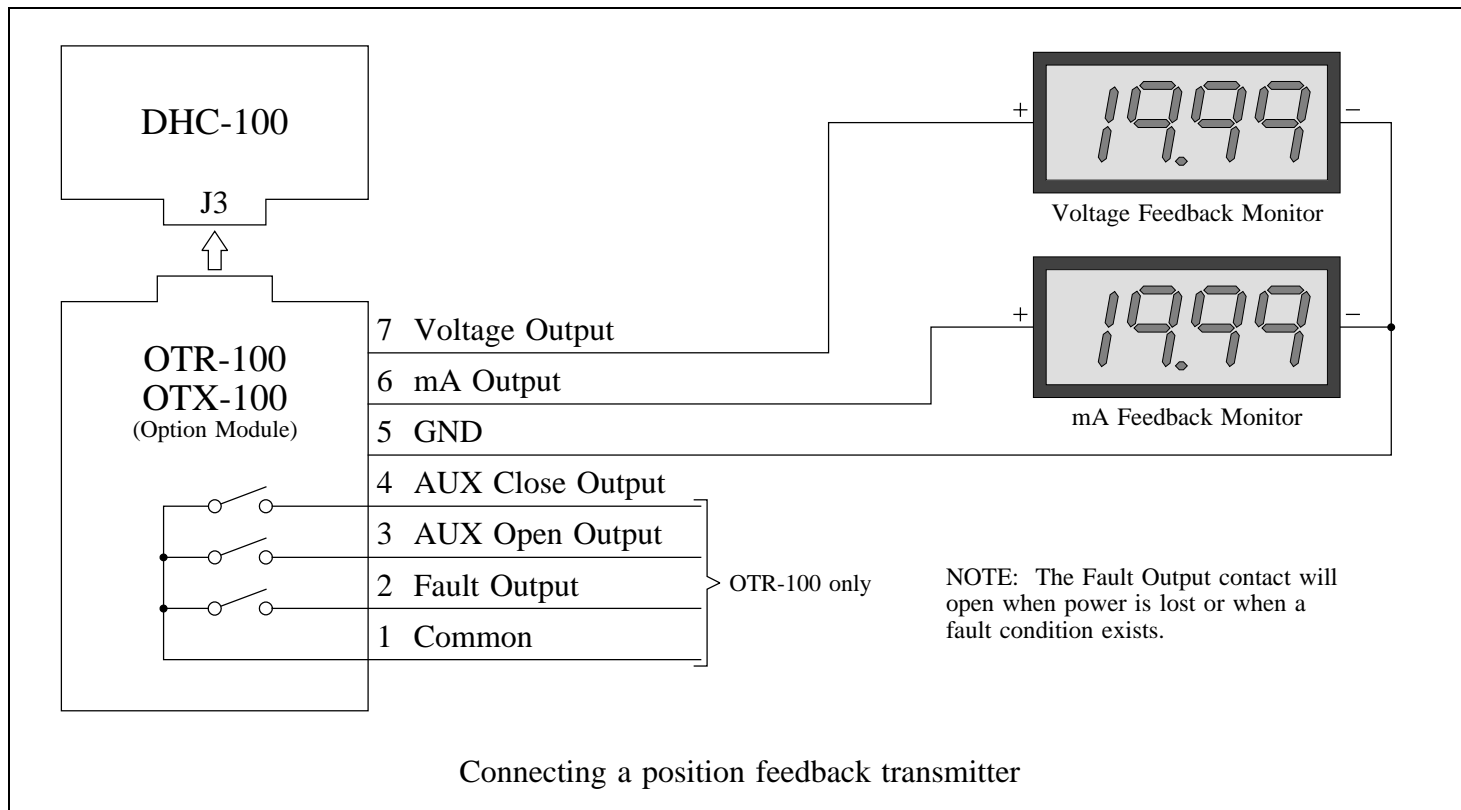 DHC-100
J3
OTR-100
OTX-100
(Option Module)
7 Voltage Output
6 mA Output
5 GND
4 AUX Close Output
3 AUX Open Output
2 Fault Output
1 Common
OTR-100 only
+ 19.99 −
Voltage Feedback Monitor
+ 19.99 −
mA Feedback Monitor
NOTE: The Fault Output contact will
open when power is lost or when a
fault condition exists.
Connecting a position feedback transmitter